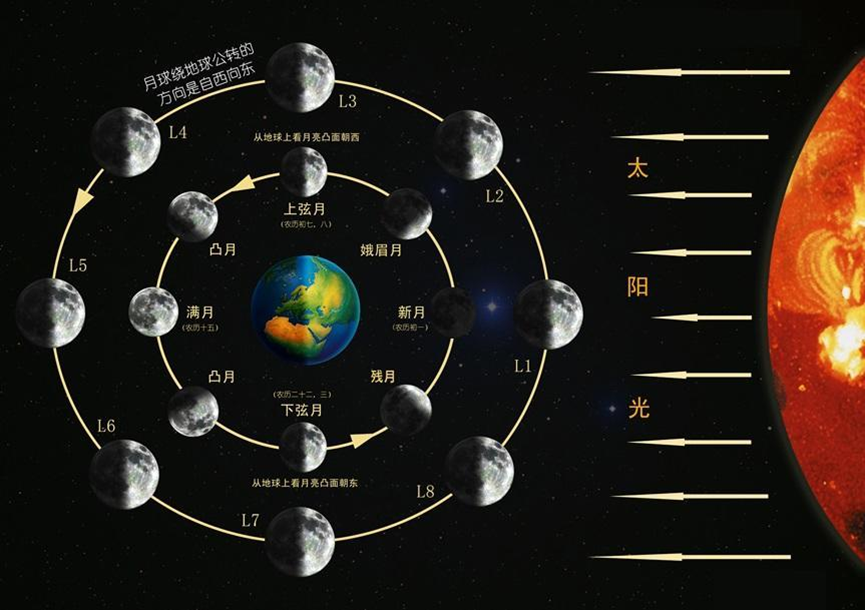 月球绕地球公转的
方向是自西向东
L3
L4
从地球上看月亮凸面朝西
太
L2
上弦月
(农历初七、八)
凸月
娥眉月
L5
阳
满月
(农历十五)
新月
(农历初一)
L1
凸月
残月
(农历二十二、三)
下弦月
光
L6
从地球上看月亮凸面朝东
L8
L7